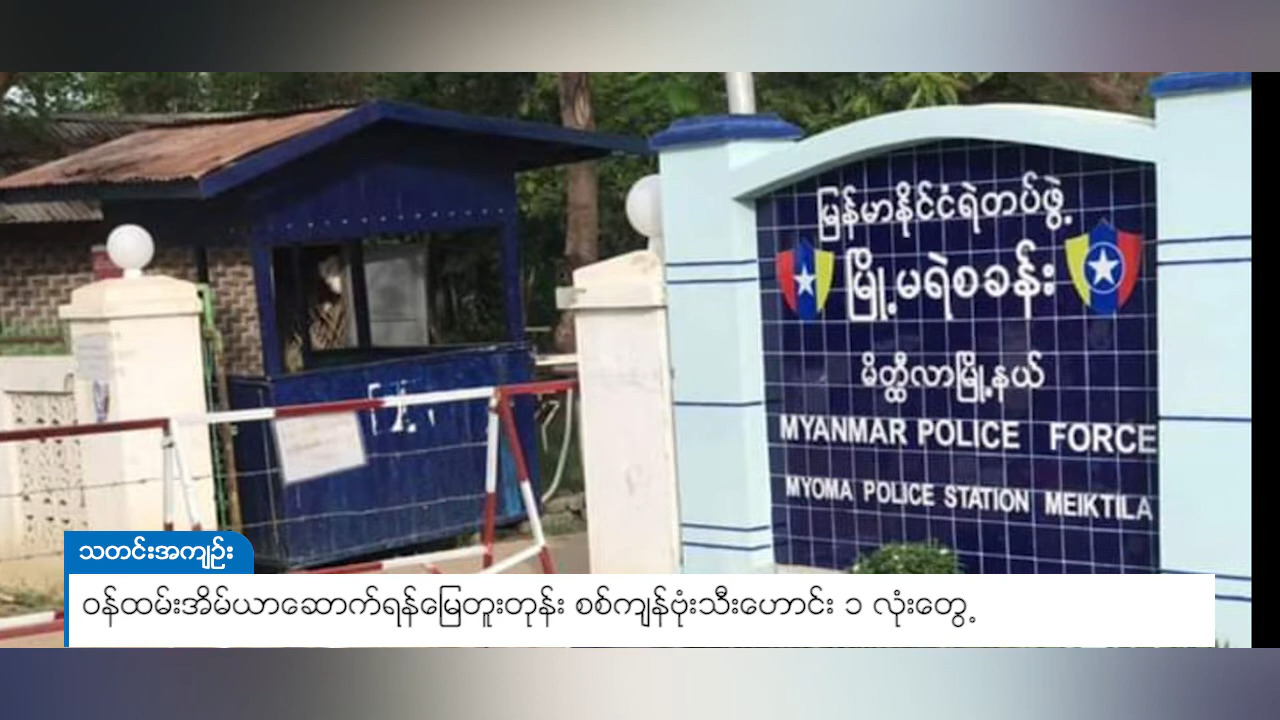 မြန်မာနိုင်ငံရဲတပ်ဖွဲ့
မြို့မရဲစခန်း
မိတ္ထီလာမြို့နယ်
MYANMAR POLICE FORCE
MYOMA POLICE STATION MEIKTILA
သတင်းအကျဉ်း
ဝန်ထမ်းအိမ်ယာဆောက်ရန်မြေတူးတုန်း စစ်ကျန်ဗုံးသီးဟောင်း ၁ လုံးတွေ့